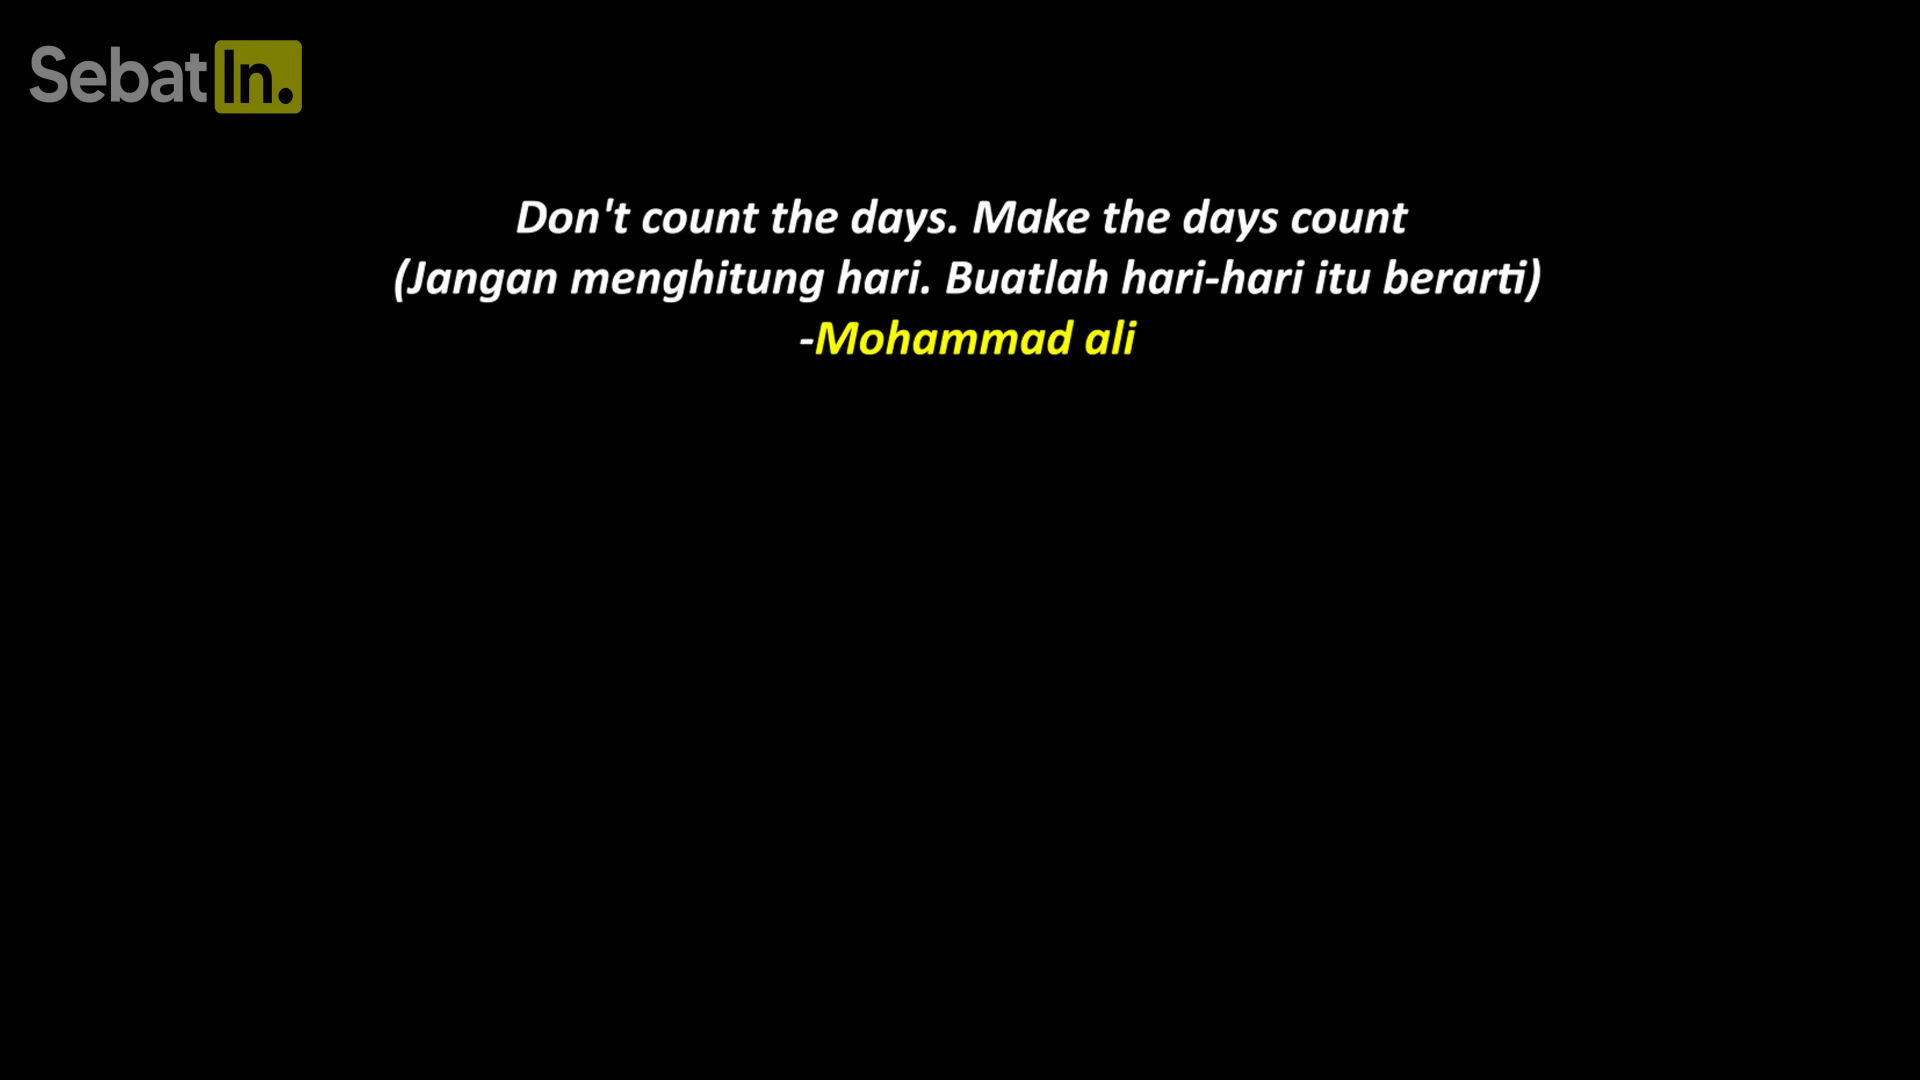 SebatIn.
Don't count the days. Make the days count
(Jangan menghitung hari. Buatlah hari-hari itu berarti)
-Mohammad ali